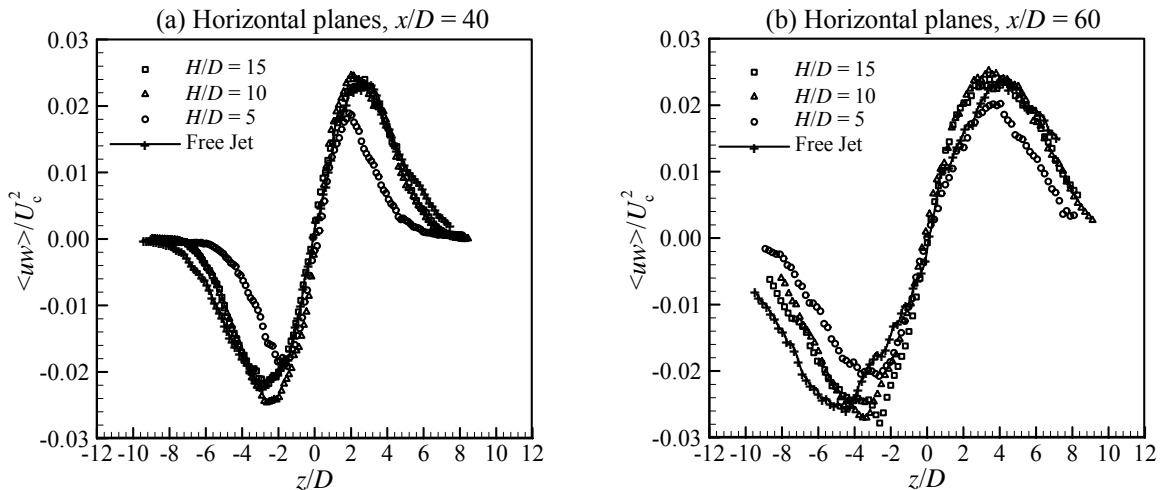 (a) Horizontal planes, x/D = 40
0.03
0.02
0.01
0.00
-0.01
-0.02
-0.03
<uw>/U_c^2
H/D = 15
H/D = 10
H/D = 5
Free Jet
-12 -10 -8 -6 -4 -2 0 2 4 6 8 10 12
z/D
(b) Horizontal planes, x/D = 60
0.03
0.02
0.01
0.00
-0.01
-0.02
-0.03
<uw>/U_c^2
H/D = 15
H/D = 10
H/D = 5
Free Jet
-12 -10 -8 -6 -4 -2 0 2 4 6 8 10 12
z/D